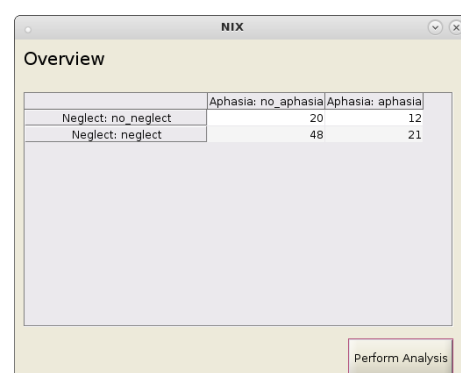 NIX
Overview
Aphasia: no_aphasia Aphasia: aphasia
Neglect: no_neglect 20 12
Neglect: neglect 48 21
Perform Analysis